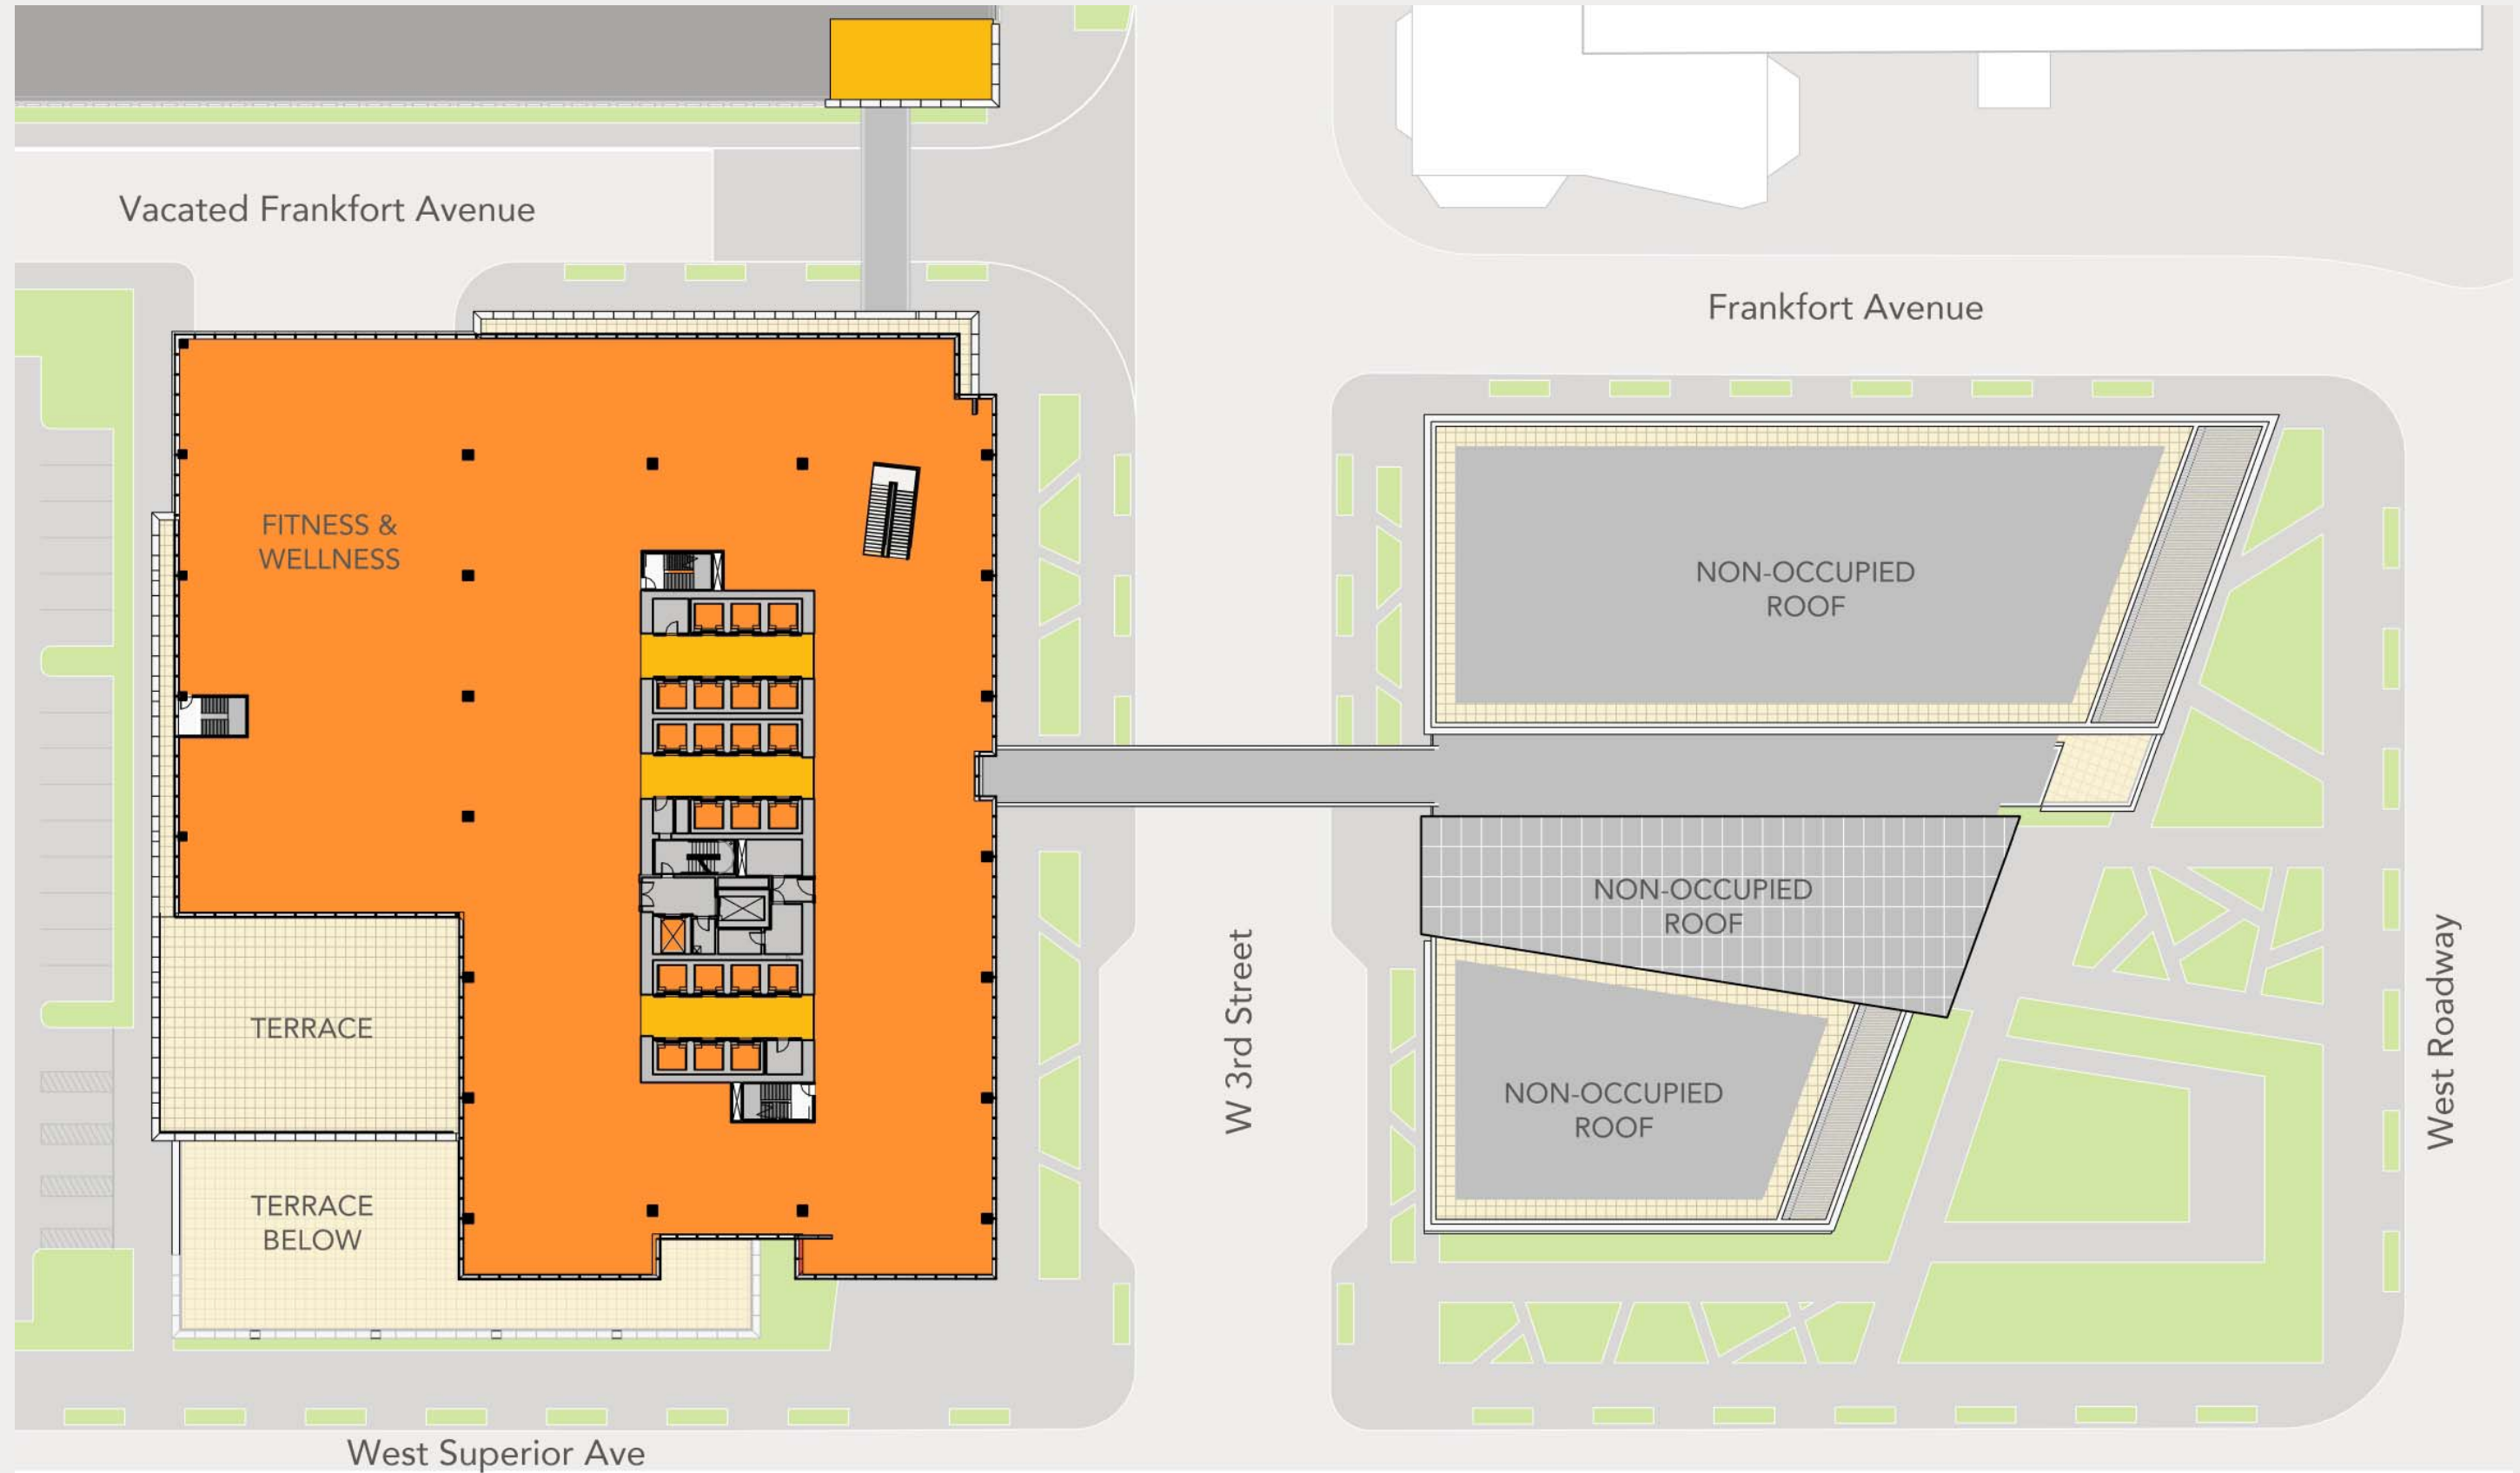 Vacated Frankfort Avenue
Frankfort Avenue
FITNESS &
WELLNESS
NON-OCCUPIED
ROOF
NON-OCCUPIED
ROOF
TERRACE
W 3rd Street
West Roadway
NON-OCCUPIED
ROOF
TERRACE
BELOW
West Superior Ave